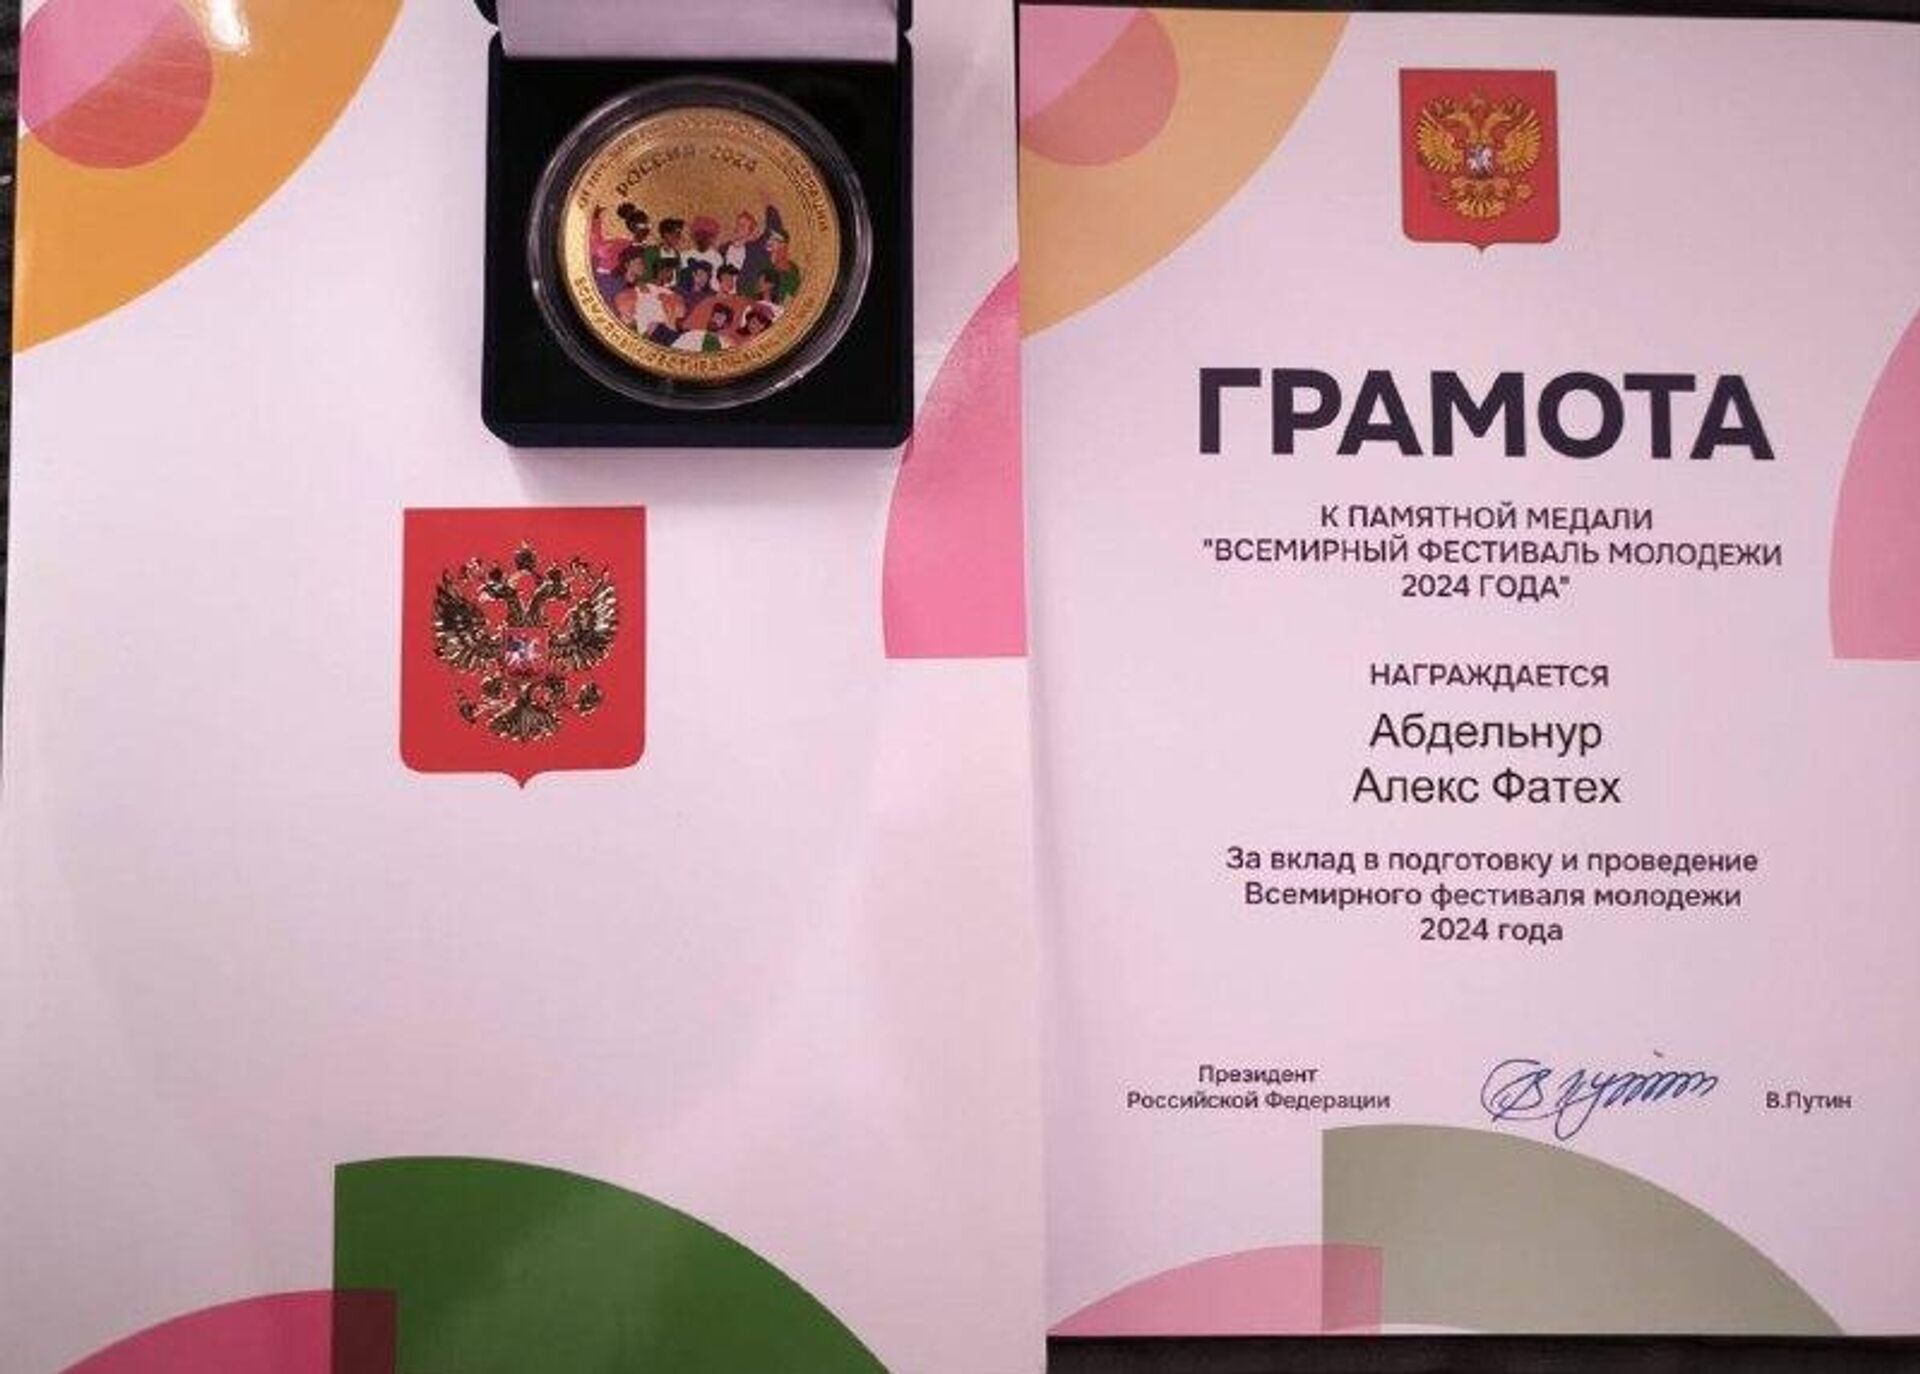 РОССИЯ-2024
ГРАМОТА
К ПАМЯТНОЙ МЕДАЛИ
"ВСЕМИРНЫЙ ФЕСТИВАЛЬ МОЛОДЕЖИ
2024 ГОДА"
НАГРАЖДАЕТСЯ
Абдельнур
Алекс Фатех
За вклад в подготовку и проведение
Всемирного фестиваля молодежи
2024 года
Президент
Российской Федерации
В.Путин